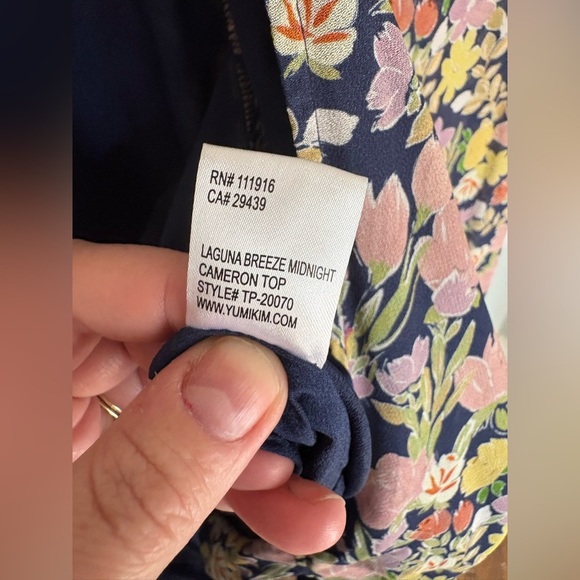 RN# 111916
CA# 29439
LAGUNA BREEZE MIDNIGHT
CAMERON TOP
STYLE# TP-20070
WWW.YUMIKIM.COM